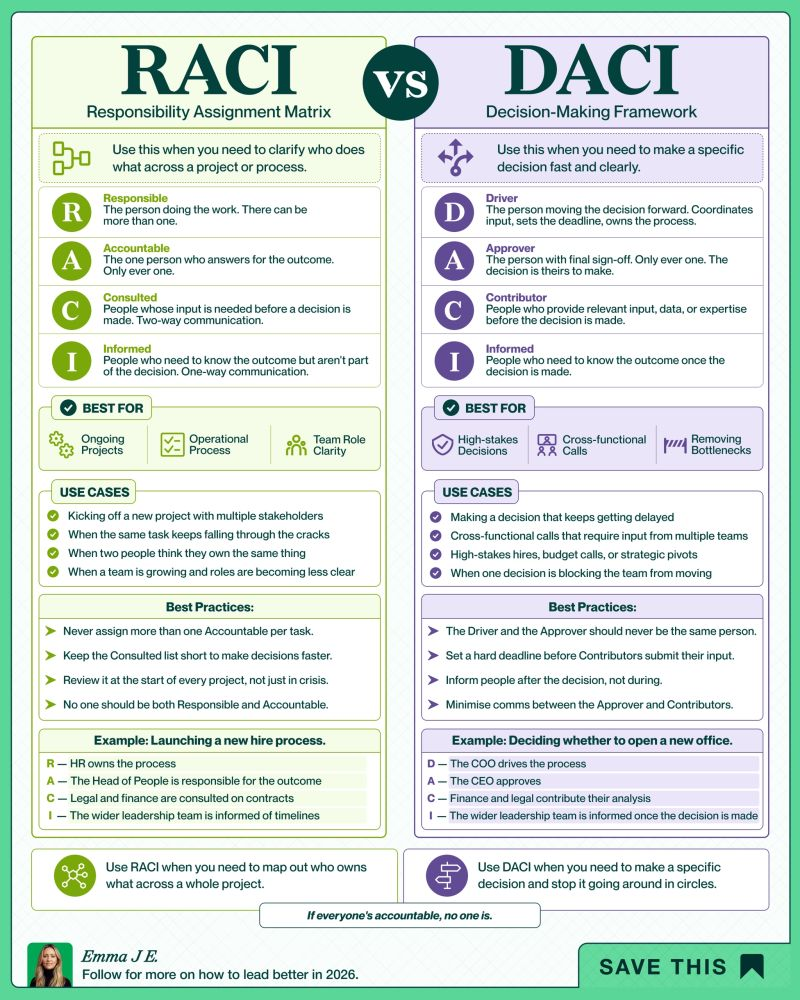 RACI
Responsibility Assignment Matrix
VS
DACI
Decision-Making Framework
Use this when you need to clarify who does
what across a project or process.
R
Responsible
The person doing the work. There can be
more than one.
A
Accountable
The one person who answers for the outcome.
Only ever one.
C
Consulted
People whose input is needed before a decision is
made. Two-way communication.
I
Informed
People who need to know the outcome but aren't part
of the decision. One-way communication.
BEST FOR
Ongoing
Projects
Operational
Process
Team Role
Clarity
USE CASES
Kicking off a new project with multiple stakeholders
When the same task keeps falling through the cracks
When two people think they own the same thing
When a team is growing and roles are becoming less clear
Best Practices:
Never assign more than one Accountable per task.
Keep the Consulted list short to make decisions faster.
Review it at the start of every project, not just in crisis.
No one should be both Responsible and Accountable.
Example: Launching a new hire process.
R — HR owns the process
A — The Head of People is responsible for the outcome
C — Legal and finance are consulted on contracts
I — The wider leadership team is informed of timelines
Use this when you need to make a specific
decision fast and clearly.
D
Driver
The person moving the decision forward. Coordinates
input, sets the deadline, owns the process.
A
Approver
The person with final sign-off. Only ever one. The
decision is theirs to make.
C
Contributor
People who provide relevant input, data, or expertise
before the decision is made.
I
Informed
People who need to know the outcome once the
decision is made.
BEST FOR
High-stakes
Decisions
Cross-functional
Calls
Removing
Bottlenecks
USE CASES
Making a decision that keeps getting delayed
Cross-functional calls that require input from multiple teams
High-stakes hires, budget calls, or strategic pivots
When one decision is blocking the team from moving
Best Practices:
The Driver and the Approver should never be the same person.
Set a hard deadline before Contributors submit their input.
Inform people after the decision, not during.
Minimise comms between the Approver and Contributors.
Example: Deciding whether to open a new office.
D — The COO drives the process
A — The CEO approves
C — Finance and legal contribute their analysis
I — The wider leadership team is informed once the decision is made
Use RACI when you need to map out who owns
what across a whole project.
Use DACI when you need to make a specific
decision and stop it going around in circles.
If everyone's accountable, no one is.
Emma J E.
Follow for more on how to lead better in 2026.
SAVE THIS